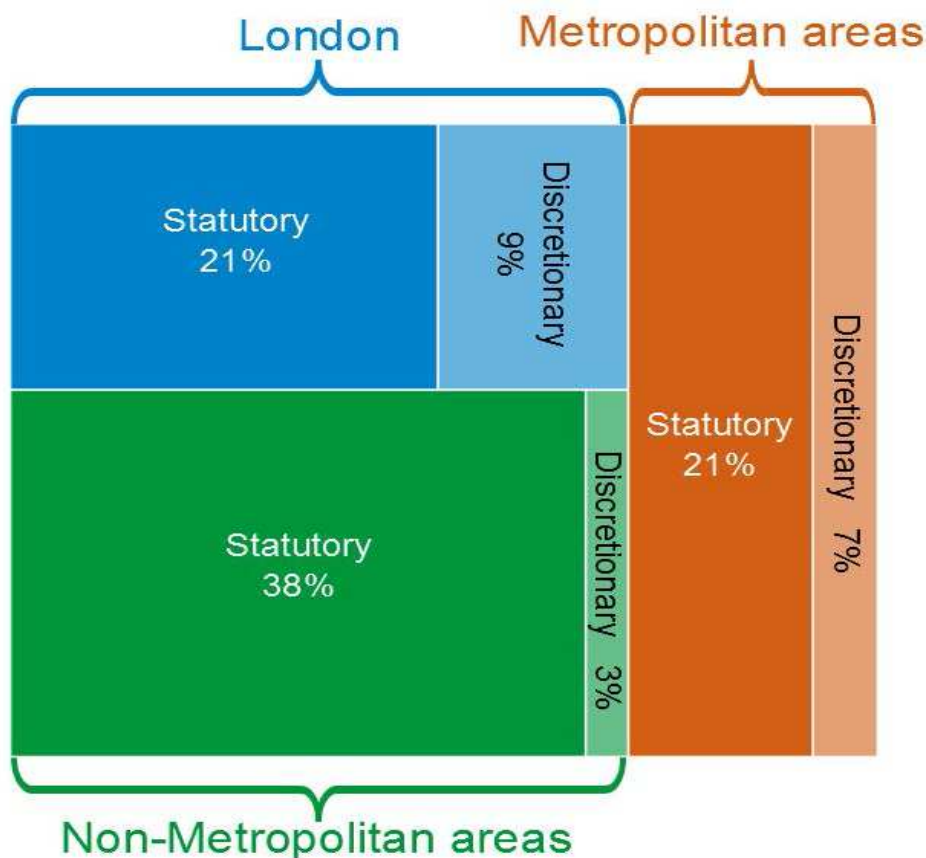 London
Metropolitan areas
Statutory
21%
Discretionary
9%
Statutory
38%
Discretionary 3%
Statutory
21%
Discretionary 7%
Non-Metropolitan areas